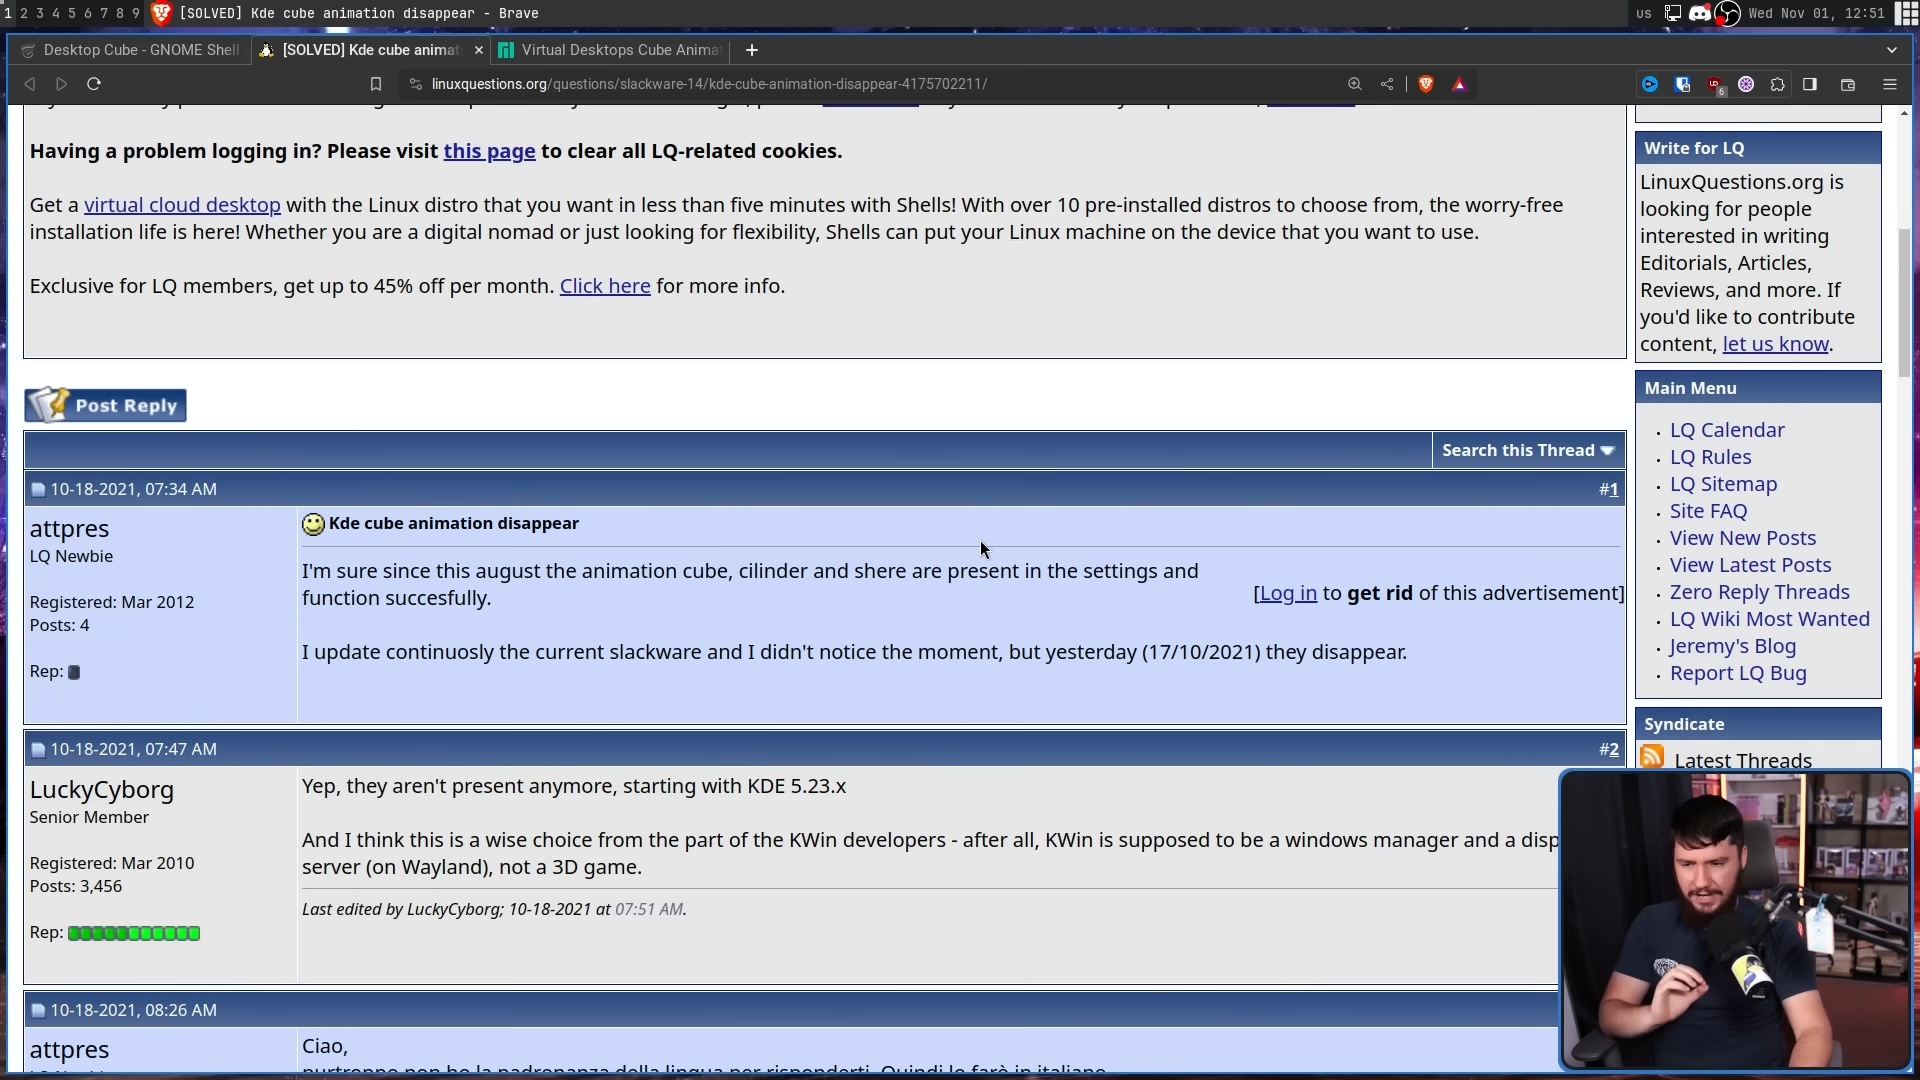 1 2 3 4 5 6 7 8 9 [SOLVED] Kde cube animation disappear - Brave
us Wed Nov 01, 12:51
Desktop Cube - GNOME Shell
[SOLVED] Kde cube animat
Virtual Desktops Cube Animat
linuxquestions.org/questions/slackware-14/kde-cube-animation-disappear-4175702211/
6
Having a problem logging in? Please visit this page to clear all LQ-related cookies.
Get a virtual cloud desktop with the Linux distro that you want in less than five minutes with Shells! With over 10 pre-installed distros to choose from, the worry-free
installation life is here! Whether you are a digital nomad or just looking for flexibility, Shells can put your Linux machine on the device that you want to use.
Exclusive for LQ members, get up to 45% off per month. Click here for more info.
Post Reply
Search this Thread
10-18-2021, 07:34 AM
#1
attpres
LQ Newbie
Registered: Mar 2012
Posts: 4
Rep:
Kde cube animation disappear
I'm sure since this august the animation cube, cilinder and shere are present in the settings and
function succesfully.
[Log in to get rid of this advertisement]
I update continuosly the current slackware and I didn't notice the moment, but yesterday (17/10/2021) they disappear.
10-18-2021, 07:47 AM
#2
LuckyCyborg
Senior Member
Registered: Mar 2010
Posts: 3,456
Rep:
Yep, they aren't present anymore, starting with KDE 5.23.x
And I think this is a wise choice from the part of the KWin developers - after all, KWin is supposed to be a windows manager and a disp
server (on Wayland), not a 3D game.
Last edited by LuckyCyborg; 10-18-2021 at 07:51 AM.
10-18-2021, 08:26 AM
attpres
Ciao,
purtroppo non ho la padronanza della lingua per risponderti. Quindi lo farò in italiano
Write for LQ
LinuxQuestions.org is
looking for people
interested in writing
Editorials, Articles,
Reviews, and more. If
you'd like to contribute
content, let us know.
Main Menu
LQ Calendar
LQ Rules
LQ Sitemap
Site FAQ
View New Posts
View Latest Posts
Zero Reply Threads
LQ Wiki Most Wanted
Jeremy's Blog
Report LQ Bug
Syndicate
Latest Threads